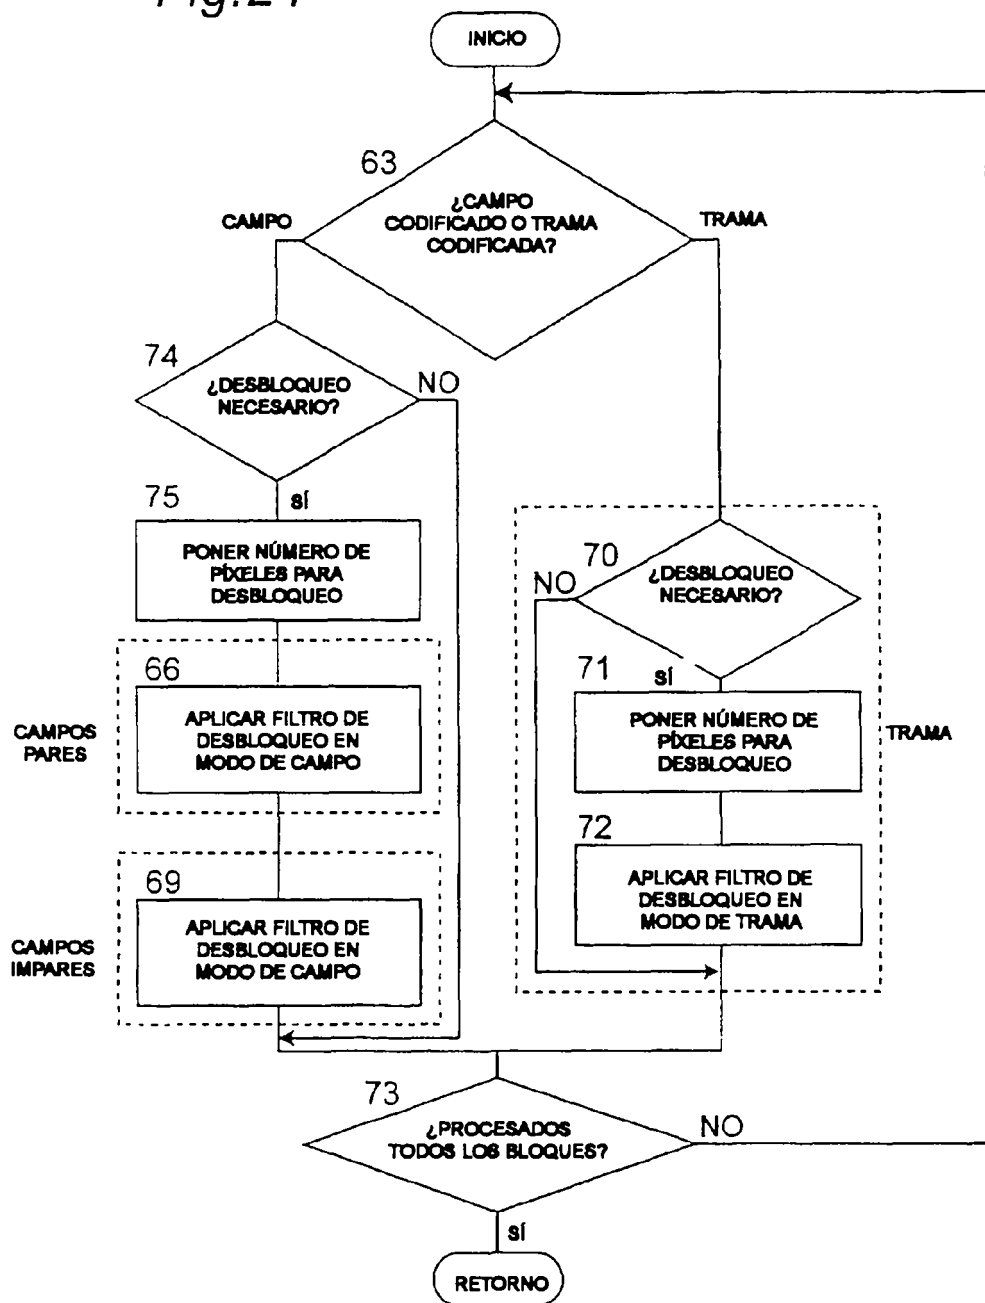 INICIO
63
¿CAMPO
CODIFICADO O TRAMA
CODIFICADA?
CAMPO
TRAMA
74
¿DESBLOQUEO
NECESARIO?
NO
75
SÍ
PONER NÚMERO DE
PÍXELES PARA
DESBLOQUEO
70
¿DESBLOQUEO
NECESARIO?
NO
66
APLICAR FILTRO DE
DESBLOQUEO EN
MODO DE CAMPO
CAMPOS
PARES
71
SÍ
PONER NÚMERO DE
PÍXELES PARA
DESBLOQUEO
TRAMA
72
APLICAR FILTRO DE
DESBLOQUEO EN
MODO DE TRAMA
69
APLICAR FILTRO DE
DESBLOQUEO EN
MODO DE CAMPO
CAMPOS
IMPARES
73
¿PROCESADOS
TODOS LOS BLOQUES?
NO
SÍ
RETORNO